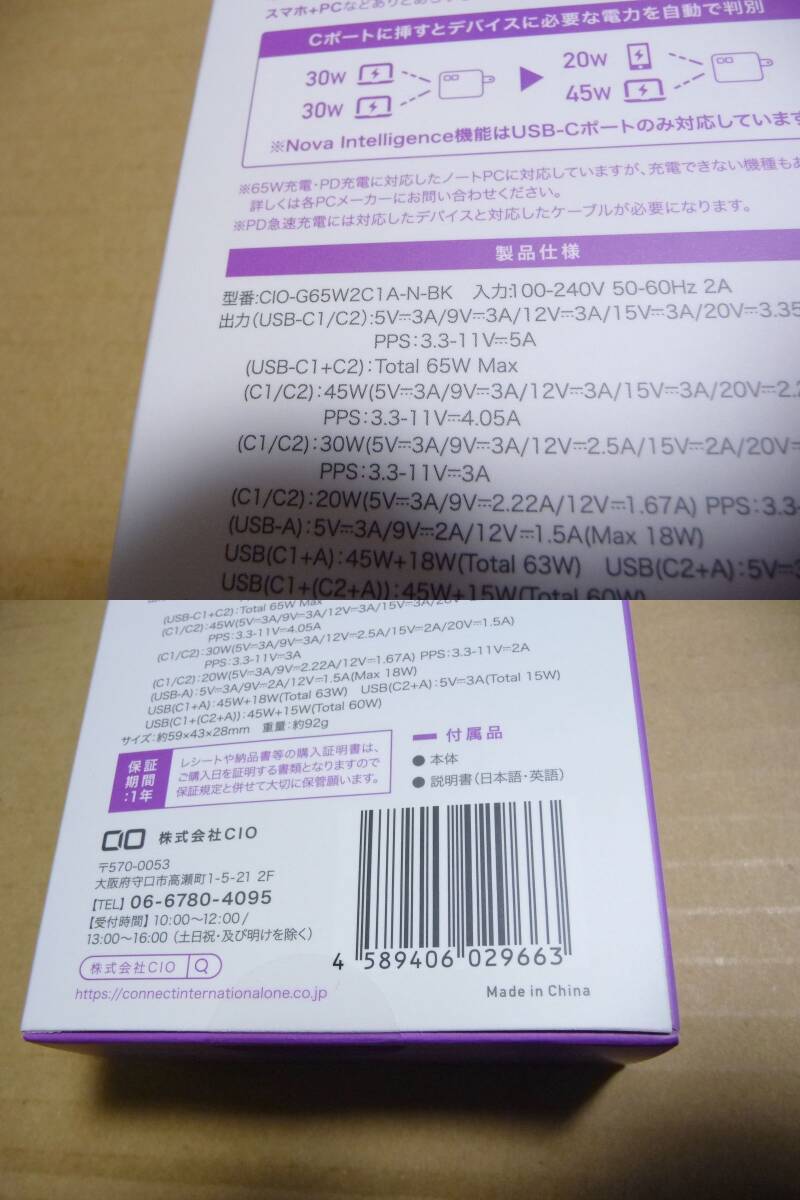 スマホ+PCなど
Cポートに挿すとデバイスに必要な電力を自動で判別
30W
30W
20W
45W
※Nova Intelligence機能はUSB-Cポートのみ対応しています
※65W充電・PD充電に対応したノートPCに対応していますが、充電できない機種もあ
詳しくは各PCメーカーにお問い合わせください。
※PD急速充電には対応したデバイスと対応したケーブルが必要になります。
製品仕様
型番:CIO-G65W2C1A-N-BK 入力:100-240V 50-60Hz 2A
出力(USB-C1/C2):5V⎓3A/9V⎓3A/12V⎓3A/15V⎓3A/20V⎓3.35
PPS:3.3-11V⎓5A
(USB-C1+C2):Total 65W Max
(C1/C2):45W(5V⎓3A/9V⎓3A/12V⎓3A/15V⎓3A/20V⎓2.2
PPS:3.3-11V⎓4.05A
(C1/C2):30W(5V⎓3A/9V⎓3A/12V⎓2.5A/15V⎓2A/20V⎓
PPS:3.3-11V⎓3A
(C1/C2):20W(5V⎓3A/9V⎓2.22A/12V⎓1.67A) PPS:3.3-
(USB-A):5V⎓3A/9V⎓2A/12V⎓1.5A(Max 18W)
USB(C1+A):45W+18W(Total 63W) USB(C2+A):5V⎓3
USB(C1+(C2+A)):45W+15W(Total 60W)
(USB-C1+C2):Total 65W Max
(C1/C2):45W(5V⎓3A/9V⎓3A/12V⎓3A/15V⎓3A/20V
PPS:3.3-11V⎓4.05A
(C1/C2):30W(5V⎓3A/9V⎓3A/12V⎓2.5A/15V⎓2A/20V⎓1.5A)
PPS:3.3-11V⎓3A
(C1/C2):20W(5V⎓3A/9V⎓2.22A/12V⎓1.67A) PPS:3.3-11V⎓2A
(USB-A):5V⎓3A/9V⎓2A/12V⎓1.5A(Max 18W)
USB(C1+A):45W+18W(Total 63W) USB(C2+A):5V⎓3A(Total 15W)
USB(C1+(C2+A)):45W+15W(Total 60W)
サイズ:約59×43×28mm 重量:約92g
保証
期間
:1年
レシートや納品書等の購入証明書は、
ご購入日を証明する書類となりますので
保証規定と併せて大切に保管願います。
付属品
●本体
●説明書(日本語・英語)
CIO 株式会社CIO
〒570-0053
大阪府守口市高瀬町1-5-21 2F
【TEL】06-6780-4095
【受付時間】10:00〜12:00/
13:00〜16:00(土日祝・及び明けを除く)
株式会社CIO
https://connectinternationalone.co.jp
4 589406 029663
Made in China